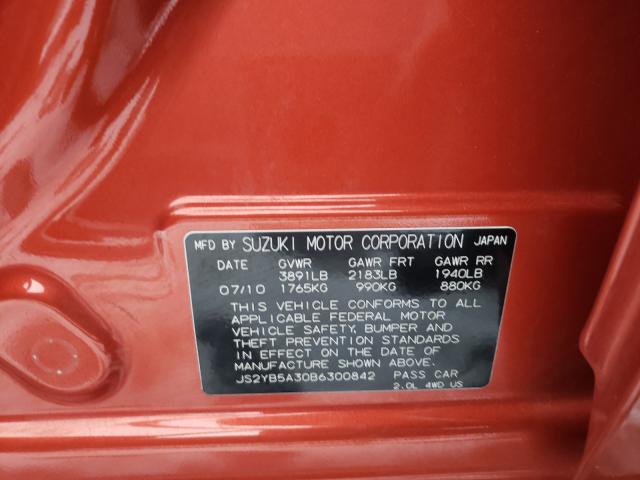 MFD BY SUZUKI MOTOR CORPORATION JAPAN
DATE GVWR GAWR FRT GAWR RR
3891LB 2183LB 1940LB
07/10 1765KG 990KG 880KG
THIS VEHICLE CONFORMS TO ALL
APPLICABLE FEDERAL MOTOR
VEHICLE SAFETY, BUMPER AND
THEFT PREVENTION STANDARDS
IN EFFECT ON THE DATE OF
MANUFACTURE SHOWN ABOVE.
JS2YB5A30B6300842 PASS CAR
2.0L 4WD US